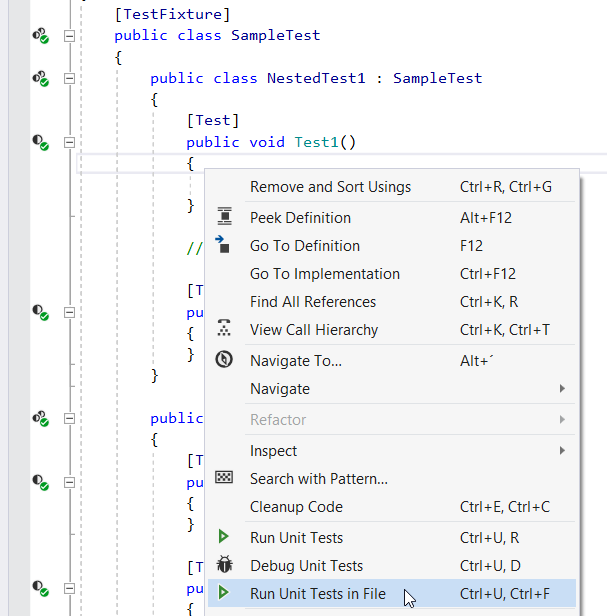 [TestFixture]
public class SampleTest
{
public class NestedTest1 : SampleTest
{
[Test]
public void Test1()
{
Remove and Sort Usings Ctrl+R, Ctrl+G
}
Peek Definition Alt+F12
// Go To Definition F12
Go To Implementation Ctrl+F12
[T Find All References Ctrl+K, R
pu
{ View Call Hierarchy Ctrl+K, Ctrl+T
} Navigate To... Alt+´
}
Navigate
public Refactor
{
[T Inspect
pu Search with Pattern...
{ Cleanup Code Ctrl+E, Ctrl+C
}
Run Unit Tests Ctrl+U, R
[T Debug Unit Tests Ctrl+U, D
pu Run Unit Tests in File Ctrl+U, Ctrl+F
{